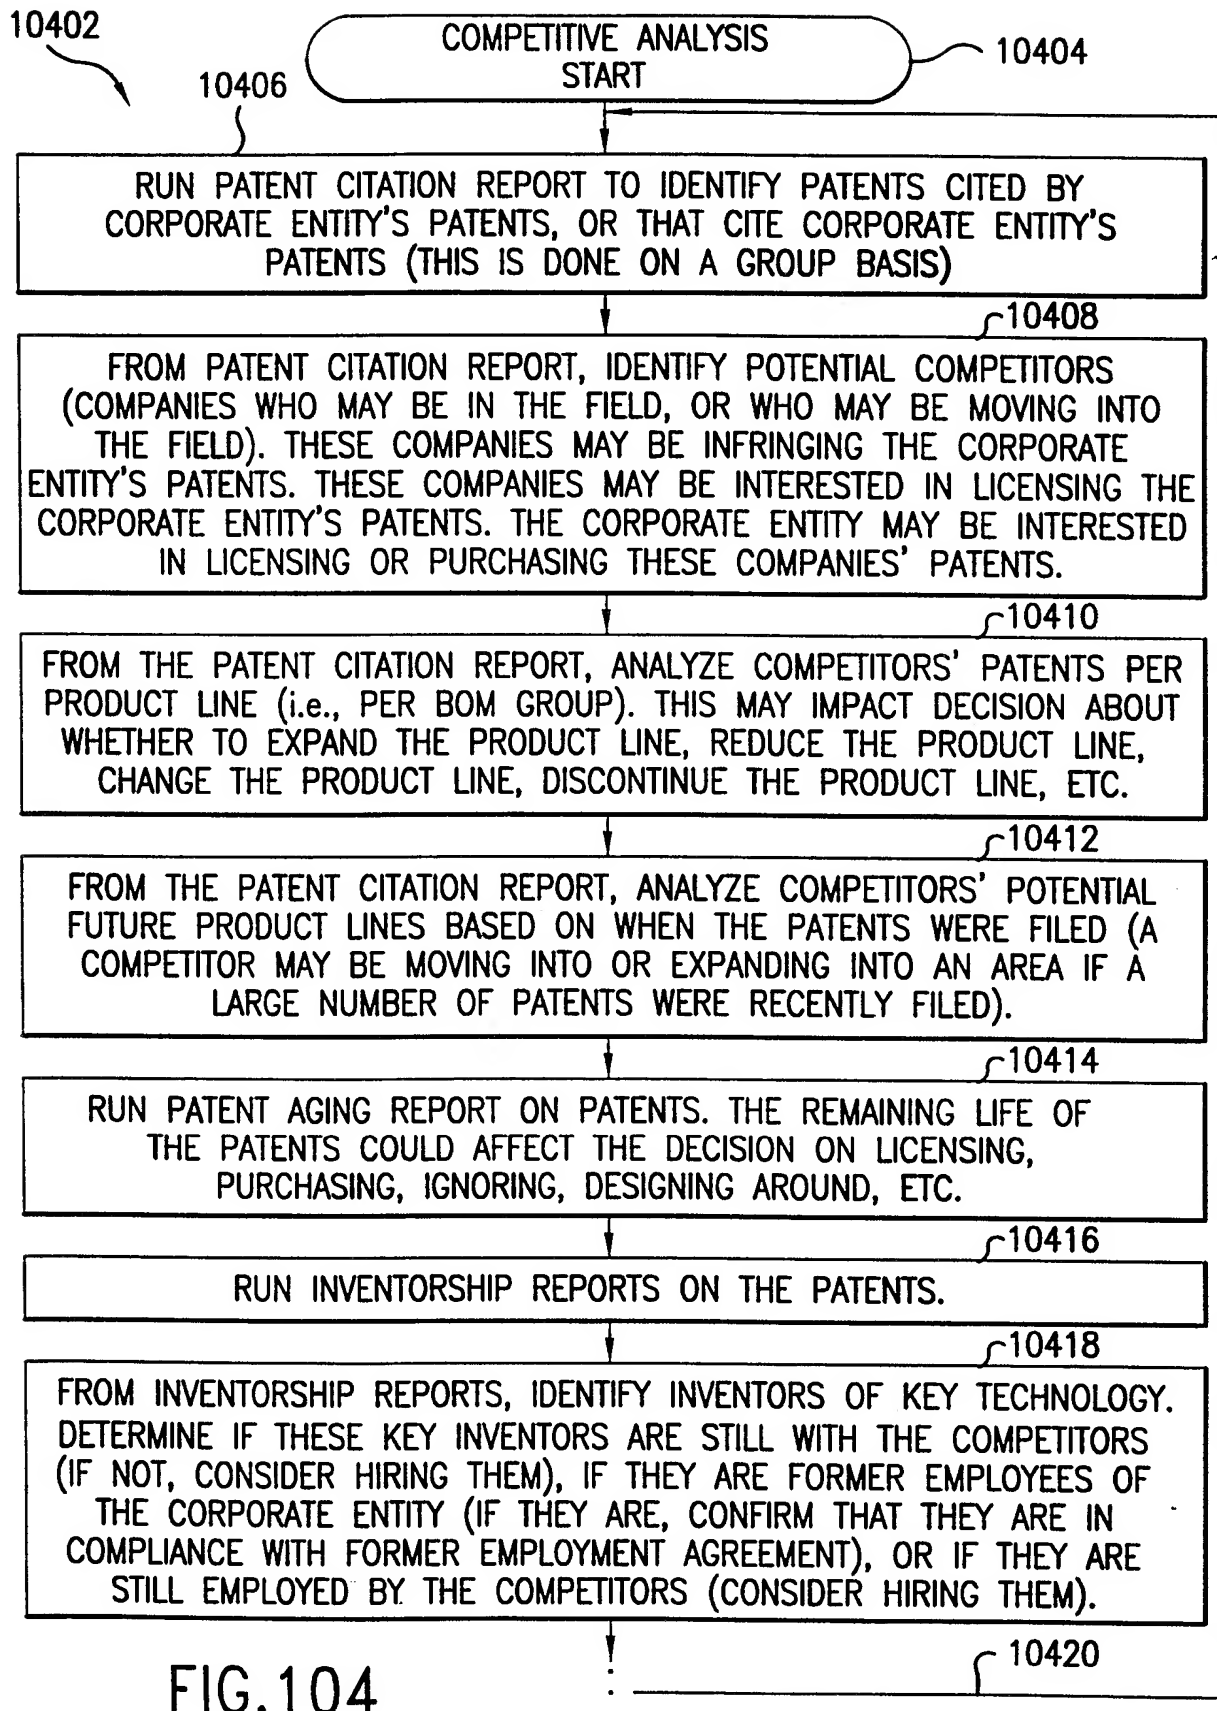 10402
COMPETITIVE ANALYSIS
START
10404
10406
RUN PATENT CITATION REPORT TO IDENTIFY PATENTS CITED BY
CORPORATE ENTITY'S PATENTS, OR THAT CITE CORPORATE ENTITY'S
PATENTS (THIS IS DONE ON A GROUP BASIS)
10408
FROM PATENT CITATION REPORT, IDENTIFY POTENTIAL COMPETITORS
(COMPANIES WHO MAY BE IN THE FIELD, OR WHO MAY BE MOVING INTO
THE FIELD). THESE COMPANIES MAY BE INFRINGING THE CORPORATE
ENTITY'S PATENTS. THESE COMPANIES MAY BE INTERESTED IN LICENSING THE
CORPORATE ENTITY'S PATENTS. THE CORPORATE ENTITY MAY BE INTERESTED
IN LICENSING OR PURCHASING THESE COMPANIES' PATENTS.
10410
FROM THE PATENT CITATION REPORT, ANALYZE COMPETITORS' PATENTS PER
PRODUCT LINE (i.e., PER BOM GROUP). THIS MAY IMPACT DECISION ABOUT
WHETHER TO EXPAND THE PRODUCT LINE, REDUCE THE PRODUCT LINE,
CHANGE THE PRODUCT LINE, DISCONTINUE THE PRODUCT LINE, ETC.
10412
FROM THE PATENT CITATION REPORT, ANALYZE COMPETITORS' POTENTIAL
FUTURE PRODUCT LINES BASED ON WHEN THE PATENTS WERE FILED (A
COMPETITOR MAY BE MOVING INTO OR EXPANDING INTO AN AREA IF A
LARGE NUMBER OF PATENTS WERE RECENTLY FILED).
10414
RUN PATENT AGING REPORT ON PATENTS. THE REMAINING LIFE OF
THE PATENTS COULD AFFECT THE DECISION ON LICENSING,
PURCHASING, IGNORING, DESIGNING AROUND, ETC.
10416
RUN INVENTORSHIP REPORTS ON THE PATENTS.
10418
FROM INVENTORSHIP REPORTS, IDENTIFY INVENTORS OF KEY TECHNOLOGY.
DETERMINE IF THESE KEY INVENTORS ARE STILL WITH THE COMPETITORS
(IF NOT, CONSIDER HIRING THEM), IF THEY ARE FORMER EMPLOYEES OF
THE CORPORATE ENTITY (IF THEY ARE, CONFIRM THAT THEY ARE IN
COMPLIANCE WITH FORMER EMPLOYMENT AGREEMENT), OR IF THEY ARE
STILL EMPLOYED BY THE COMPETITORS (CONSIDER HIRING THEM).
10420
FIG.104